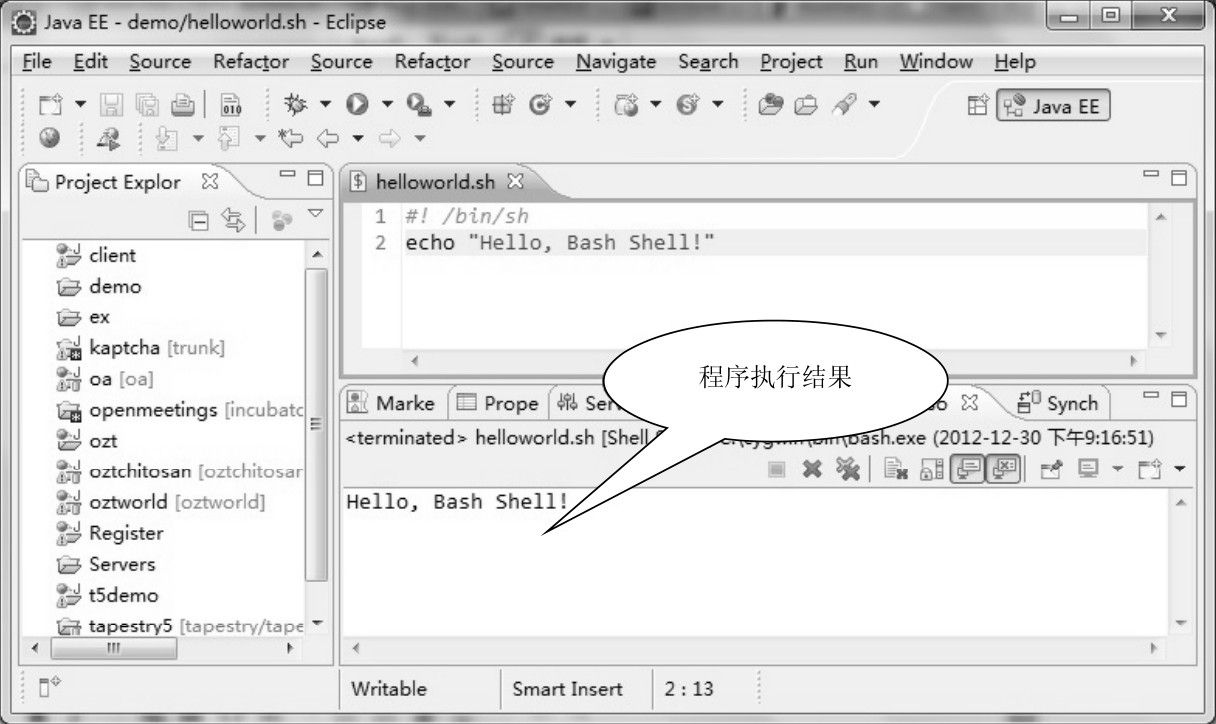 Java EE - demo/helloworld.sh - Eclipse
File Edit Source Refactor Source Refactor Source Navigate Search Project Run Window Help
010
Java EE
Project Explor
helloworld.sh
1 #! /bin/sh
2 echo "Hello, Bash Shell!"
client
demo
ex
kaptcha [trunk]
oa [oa]
openmeetings [incubatc
ozt
oztchitosan [oztchitosar
oztworld [oztworld]
Register
Servers
t5demo
tapestry5 [tapestry/tape
程序执行结果
Marke Prope Serv Synch
<terminated> helloworld.sh [Shell \bin\bash.exe (2012-12-30 下午9:16:51)
Hello, Bash Shell!
Writable Smart Insert 2 : 13